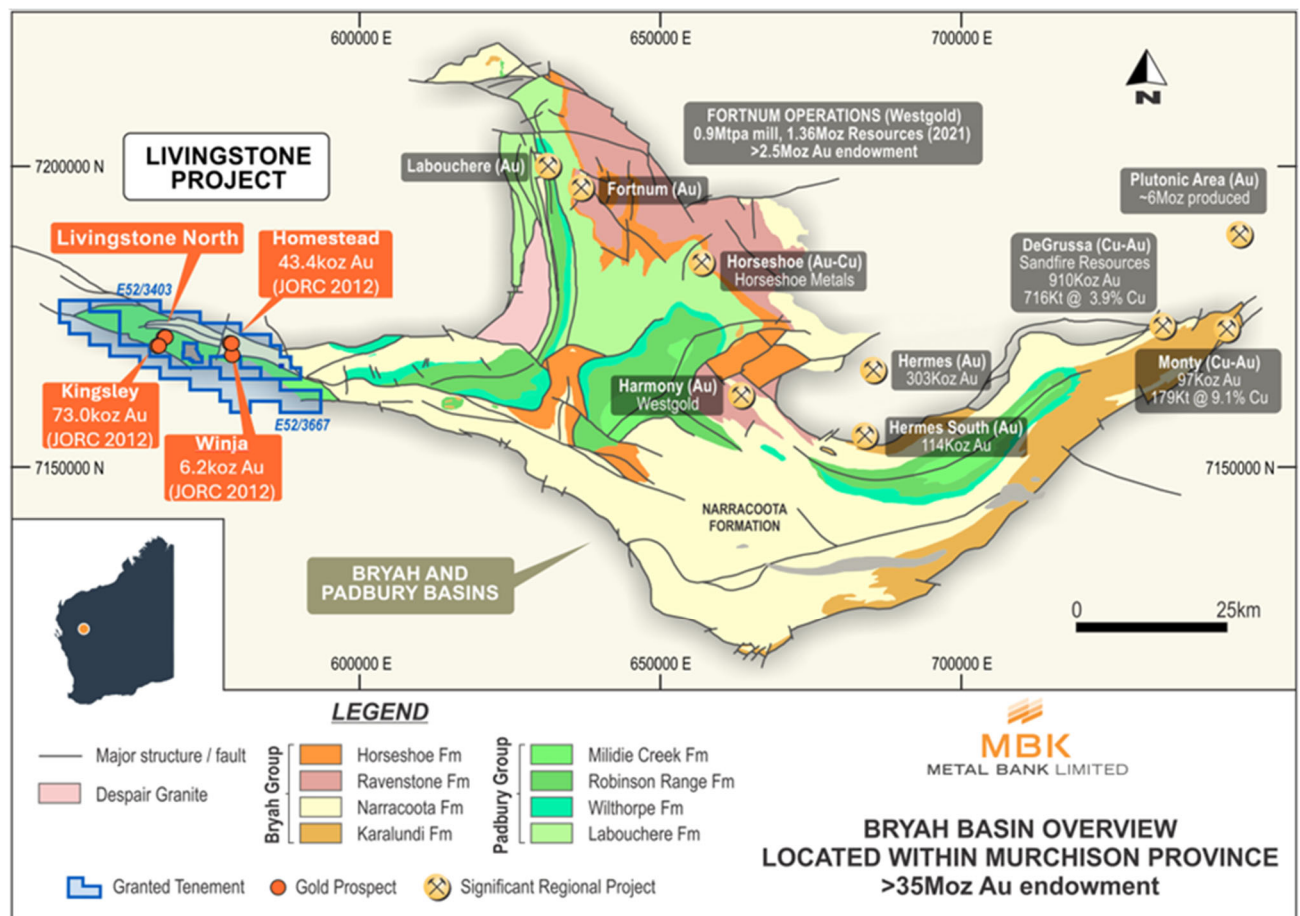 600000 E
650000 E
700000 E
N
7200000 N
7200000 N
LIVINGSTONE
PROJECT
FORTNUM OPERATIONS (Westgold)
0.9Mtpa mill, 1.36Moz Resources (2021)
>2.5Moz Au endowment
Labouchere (Au)
Fortnum (Au)
Plutonic Area (Au)
~6Moz produced
Livingstone North
Homestead
43.4koz Au
(JORC 2012)
Horseshoe (Au-Cu)
Horseshoe Metals
DeGrussa (Cu-Au)
Sandfire Resources
910Koz Au
716Kt @ 3.9% Cu
E52/3403
Kingsley
73.0koz Au
(JORC 2012)
Winja
6.2koz Au
(JORC 2012)
E52/3667
Harmony (Au)
Westgold
Hermes (Au)
303Koz Au
Monty (Cu-Au)
97Koz Au
179Kt @ 9.1% Cu
Hermes South (Au)
114Koz Au
7150000 N
7150000 N
NARRACOOTA
FORMATION
BRYAH AND
PADBURY BASINS
0
25km
600000 E
650000 E
700000 E
LEGEND
Major structure / fault
Despair Granite
Bryah Group
Horseshoe Fm
Ravenstone Fm
Narracoota Fm
Karalundi Fm
Padbury Group
Milidie Creek Fm
Robinson Range Fm
Wilthorpe Fm
Labouchere Fm
Granted Tenement
Gold Prospect
Significant Regional Project
MBK
METAL BANK LIMITED
BRYAH BASIN OVERVIEW
LOCATED WITHIN MURCHISON PROVINCE
>35Moz Au endowment